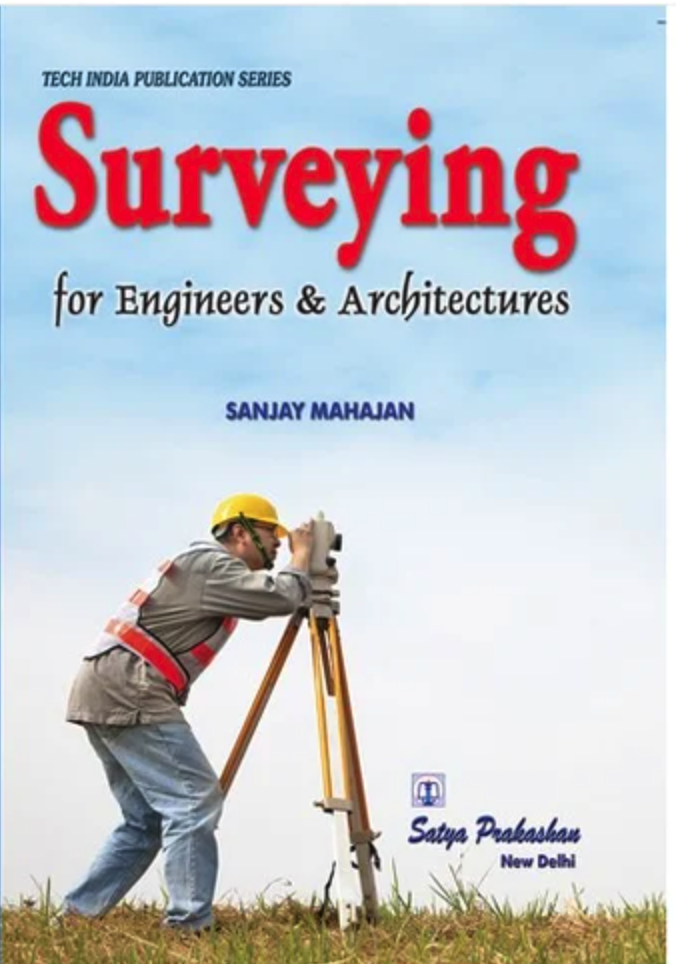 TECH INDIA PUBLICATION SERIES
Surveying
for Engineers & Architectures
SANJAY MAHAJAN
Satya Prakashan
New Delhi